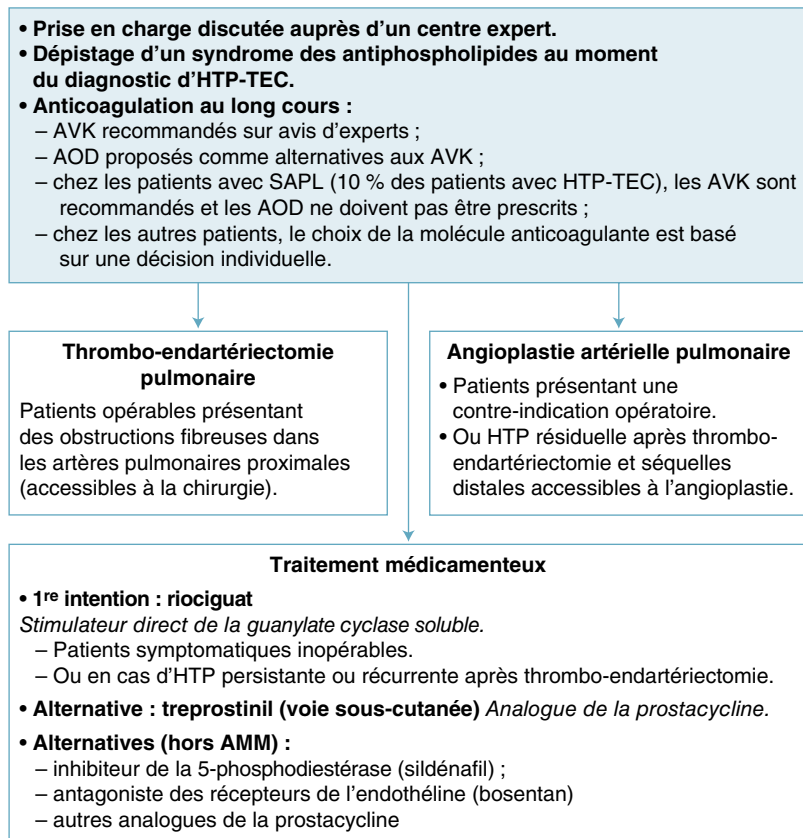 • Prise en charge discutée auprès d'un centre expert.
• Dépistage d'un syndrome des antiphospholipides au moment
du diagnostic d'HTP-TEC.
• Anticoagulation au long cours :
– AVK recommandés sur avis d'experts ;
– AOD proposés comme alternatives aux AVK ;
– chez les patients avec SAPL (10 % des patients avec HTP-TEC), les AVK sont
recommandés et les AOD ne doivent pas être prescrits ;
– chez les autres patients, le choix de la molécule anticoagulante est basé
sur une décision individuelle.
Thrombo-endartériectomie
pulmonaire
Patients opérables présentant
des obstructions fibreuses dans
les artères pulmonaires proximales
(accessibles à la chirurgie).
Angioplastie artérielle pulmonaire
• Patients présentant une
contre-indication opératoire.
• Ou HTP résiduelle après thrombo-
endartériectomie et séquelles
distales accessibles à l'angioplastie.
Traitement médicamenteux
• 1re intention : riociguat
Stimulateur direct de la guanylate cyclase soluble.
– Patients symptomatiques inopérables.
– Ou en cas d'HTP persistante ou récurrente après thrombo-endartériectomie.
• Alternative : treprostinil (voie sous-cutanée) Analogue de la prostacycline.
• Alternatives (hors AMM) :
– inhibiteur de la 5-phosphodiestérase (sildénafil) ;
– antagoniste des récepteurs de l'endothéline (bosentan)
– autres analogues de la prostacycline